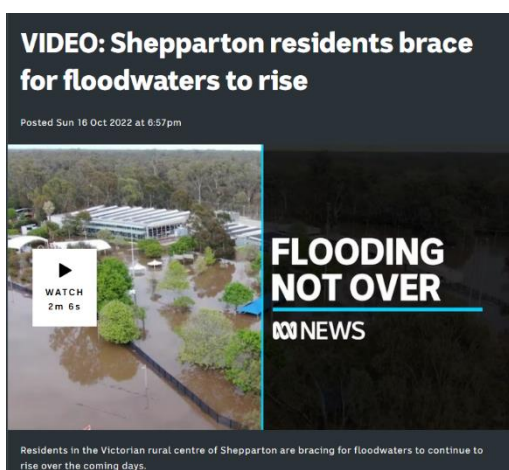 VIDEO: Shepparton residents brace
for floodwaters to rise
Posted Sun 16 Oct 2022 at 6:57pm
WATCH
2m 6s
FLOODING
NOT OVER
ABC NEWS
Residents in the Victorian rural centre of Shepparton are bracing for floodwaters to continue to
rise over the coming days.